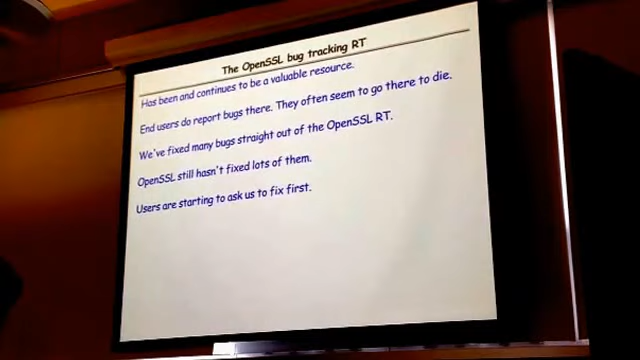 The OpenSSL bug tracking RT
Has been and continues to be a valuable resource.
End users do report bugs there. They often seem to go there to die.
We've fixed many bugs straight out of the OpenSSL RT.
OpenSSL still hasn't fixed lots of them.
Users are starting to ask us to fix first.